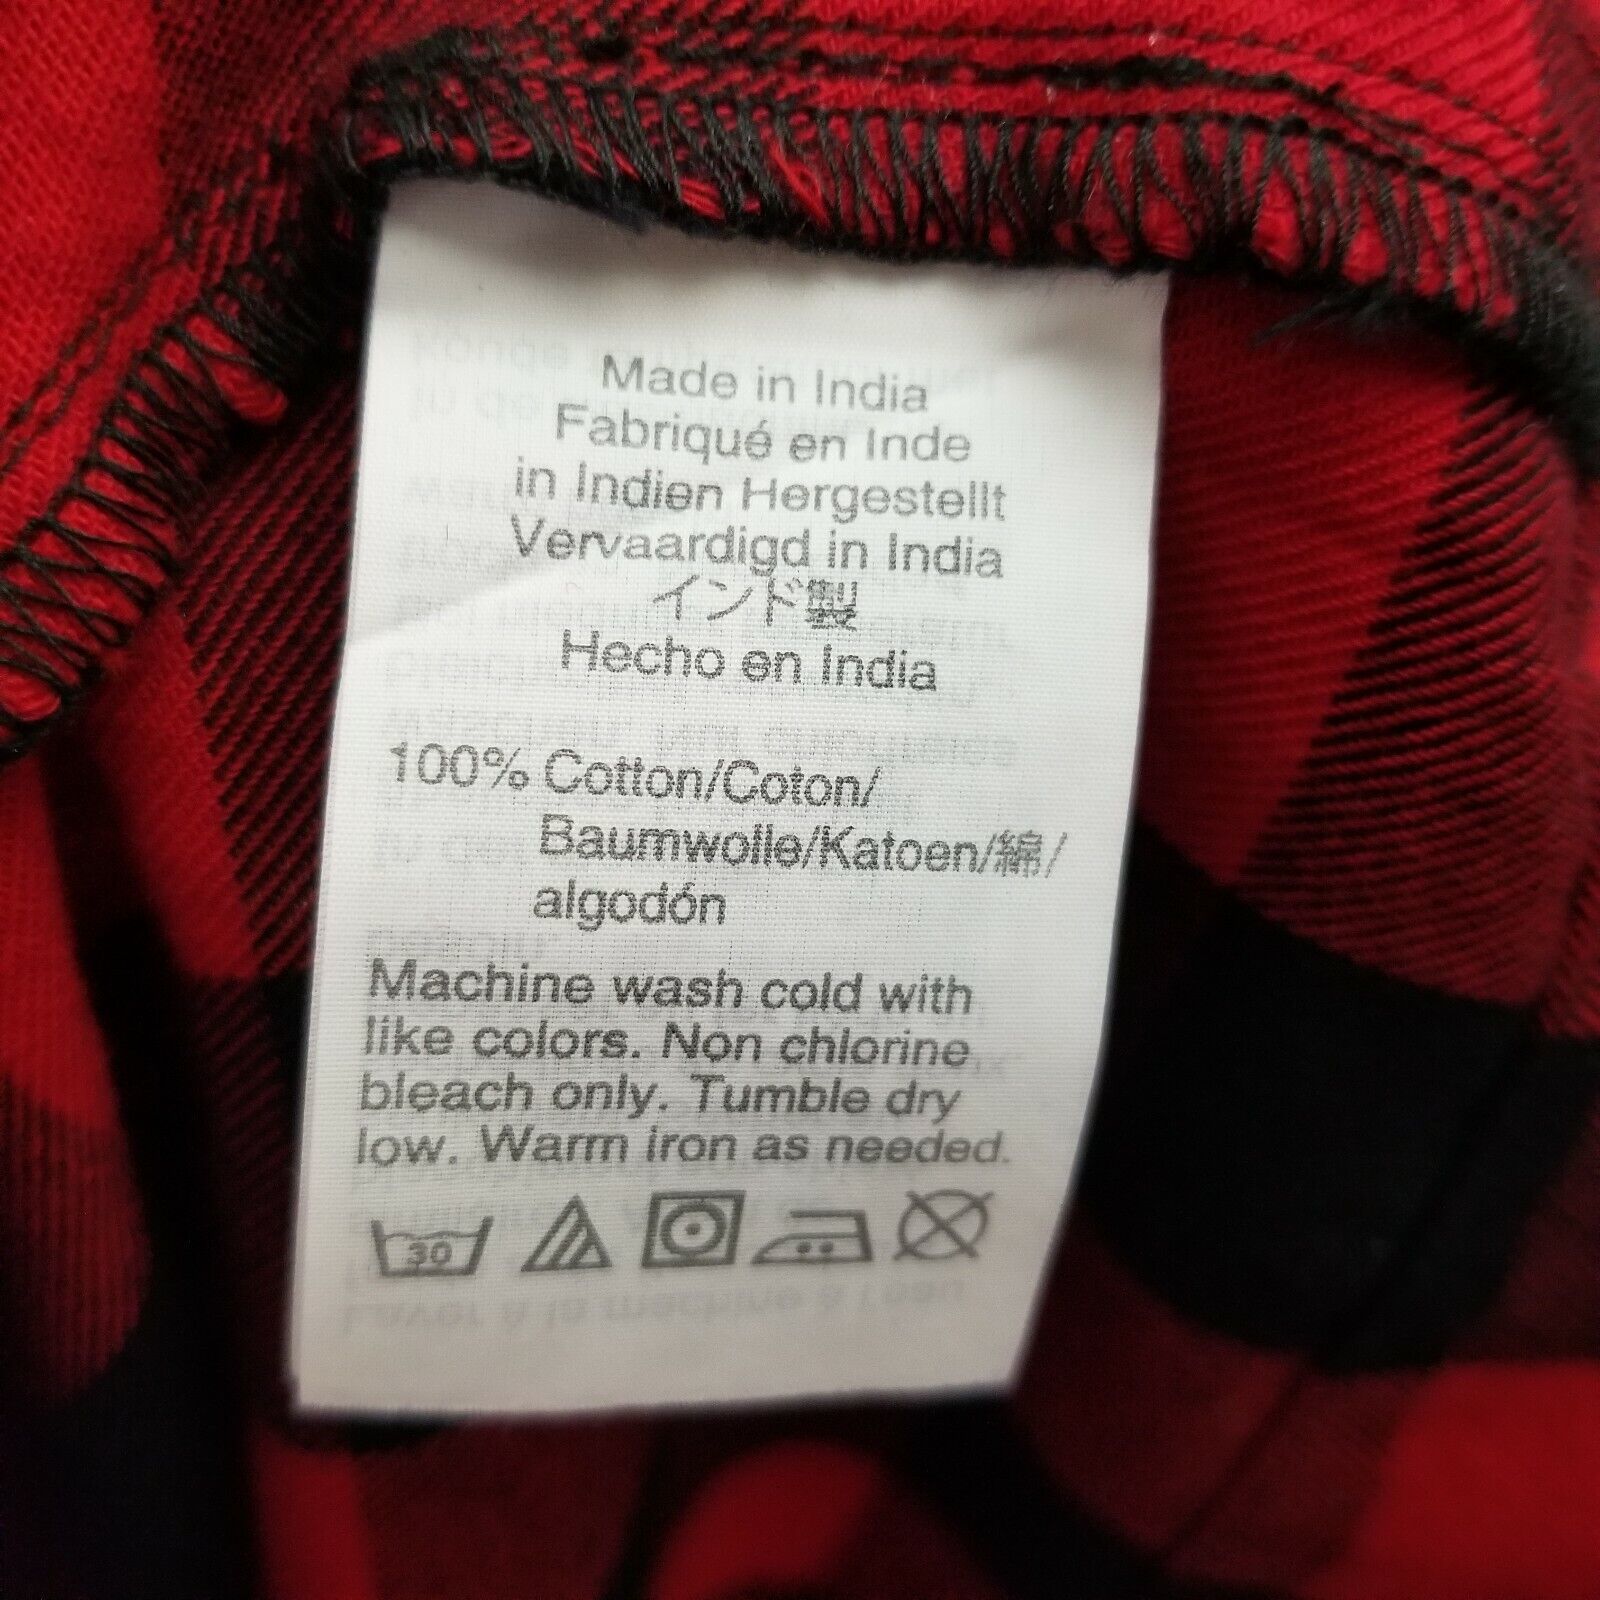 Made in India
Fabriqué en Inde
in Indien Hergestellt
Vervaardigd in India
インド製
Hecho en India
100% Cotton/Coton/
Baumwolle/Katoen/綿/
algodón
Machine wash cold with
like colors. Non chlorine
bleach only. Tumble dry
low. Warm iron as needed.
30